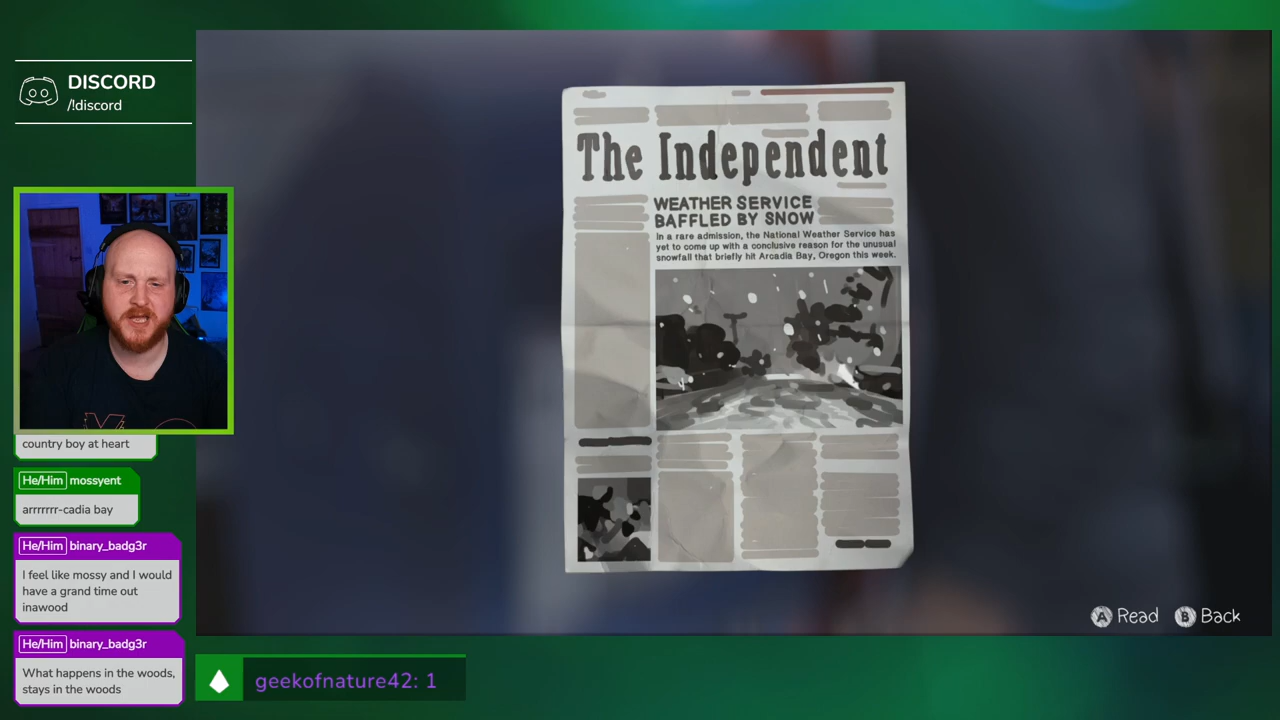 DISCORD
/!discord
country boy at heart
He/Him mossyent
arrrrrrr-cadia bay
He/Him binary_badg3r
I feel like mossy and I would
have a grand time out
inawood
He/Him binary_badg3r
What happens in the woods,
stays in the woods
The Independent
WEATHER SERVICE
BAFFLED BY SNOW
In a rare admission, the National Weather Service has
yet to come up with a conclusive reason for the unusual
snowfall that briefly hit Arcadia Bay, Oregon this week.
A Read B Back
geekofnature42: 1